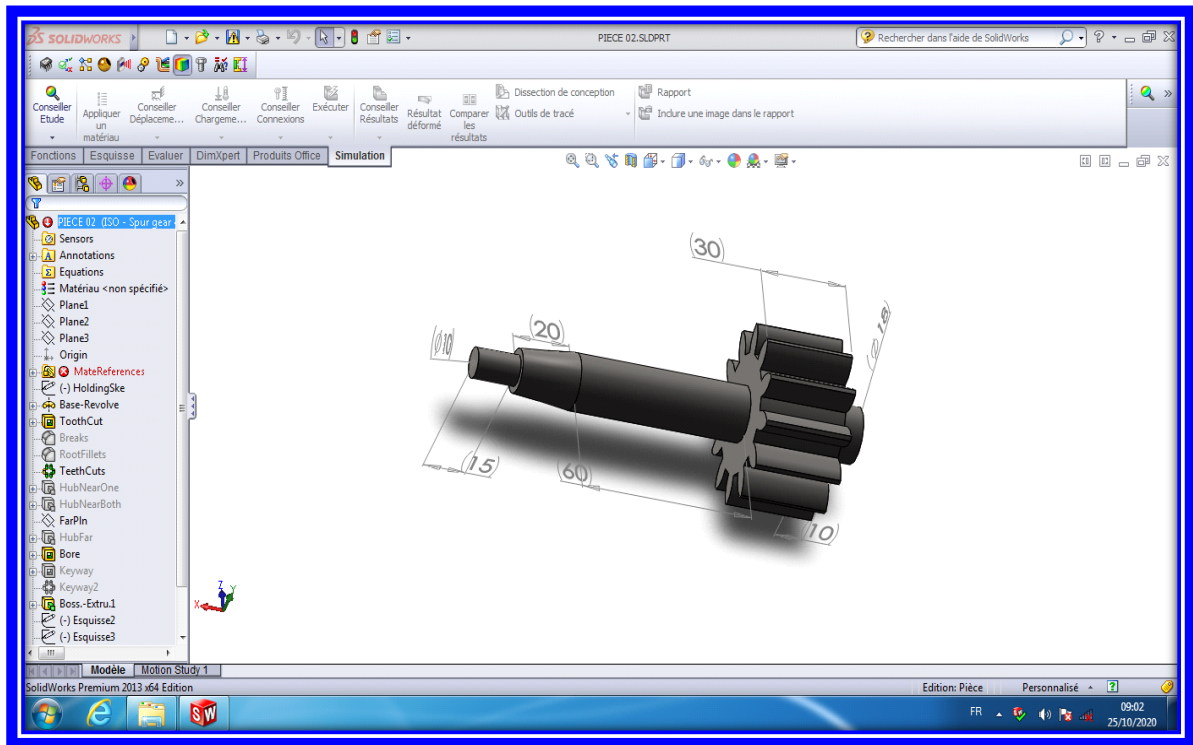 SOLIDWORKS
PIECE 02.SLDPRT
Rechercher dans l'aide de SolidWorks
Conseiller Etude
Appliquer un matériau
Conseiller Déplaceme...
Conseiller Chargeme...
Conseiller Connexions
Exécuter
Conseiller Résultats
Résultat déformé
Comparer les résultats
Dissection de conception
Outils de tracé
Rapport
Inclure une image dans le rapport
Fonctions Esquisse Evaluer DimXpert Produits Office Simulation
PIECE 02 (ISO - Spur gear
Sensors
Annotations
Equations
Matériau <non spécifié>
Plane1
Plane2
Plane3
Origin
MateReferences
(-) HoldingSke
Base-Revolve
ToothCut
Breaks
RootFillets
TeethCuts
HubNearOne
HubNearBoth
FarPln
HubFar
Bore
Keyway
Keyway2
Boss.-Extru.1
(-) Esquisse2
(-) Esquisse3
(30)
(20)
(Ø10)
(Ø18)
(15)
(60)
(10)
Z
Y
X
Modèle Motion Study 1
SolidWorks Premium 2013 x64 Edition
Edition: Pièce
Personnalisé
FR
09:02
25/10/2020